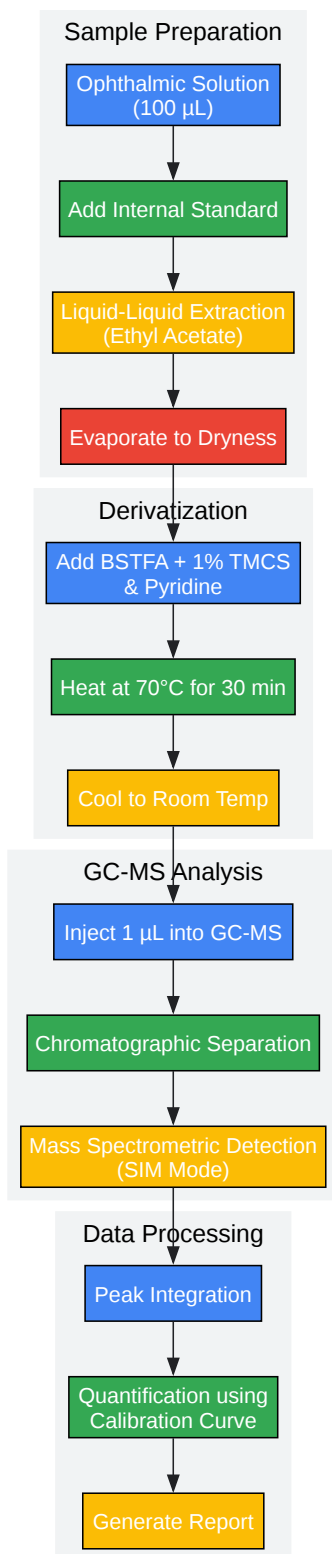 Sample Preparation
Ophthalmic Solution
(100 µL)
Add Internal Standard
Liquid-Liquid Extraction
(Ethyl Acetate)
Evaporate to Dryness
Derivatization
Add BSTFA + 1% TMCS
& Pyridine
Heat at 70°C for 30 min
Cool to Room Temp
GC-MS Analysis
Inject 1 µL into GC-MS
Chromatographic Separation
Mass Spectrometric Detection
(SIM Mode)
Data Processing
Peak Integration
Quantification using
Calibration Curve
Generate Report